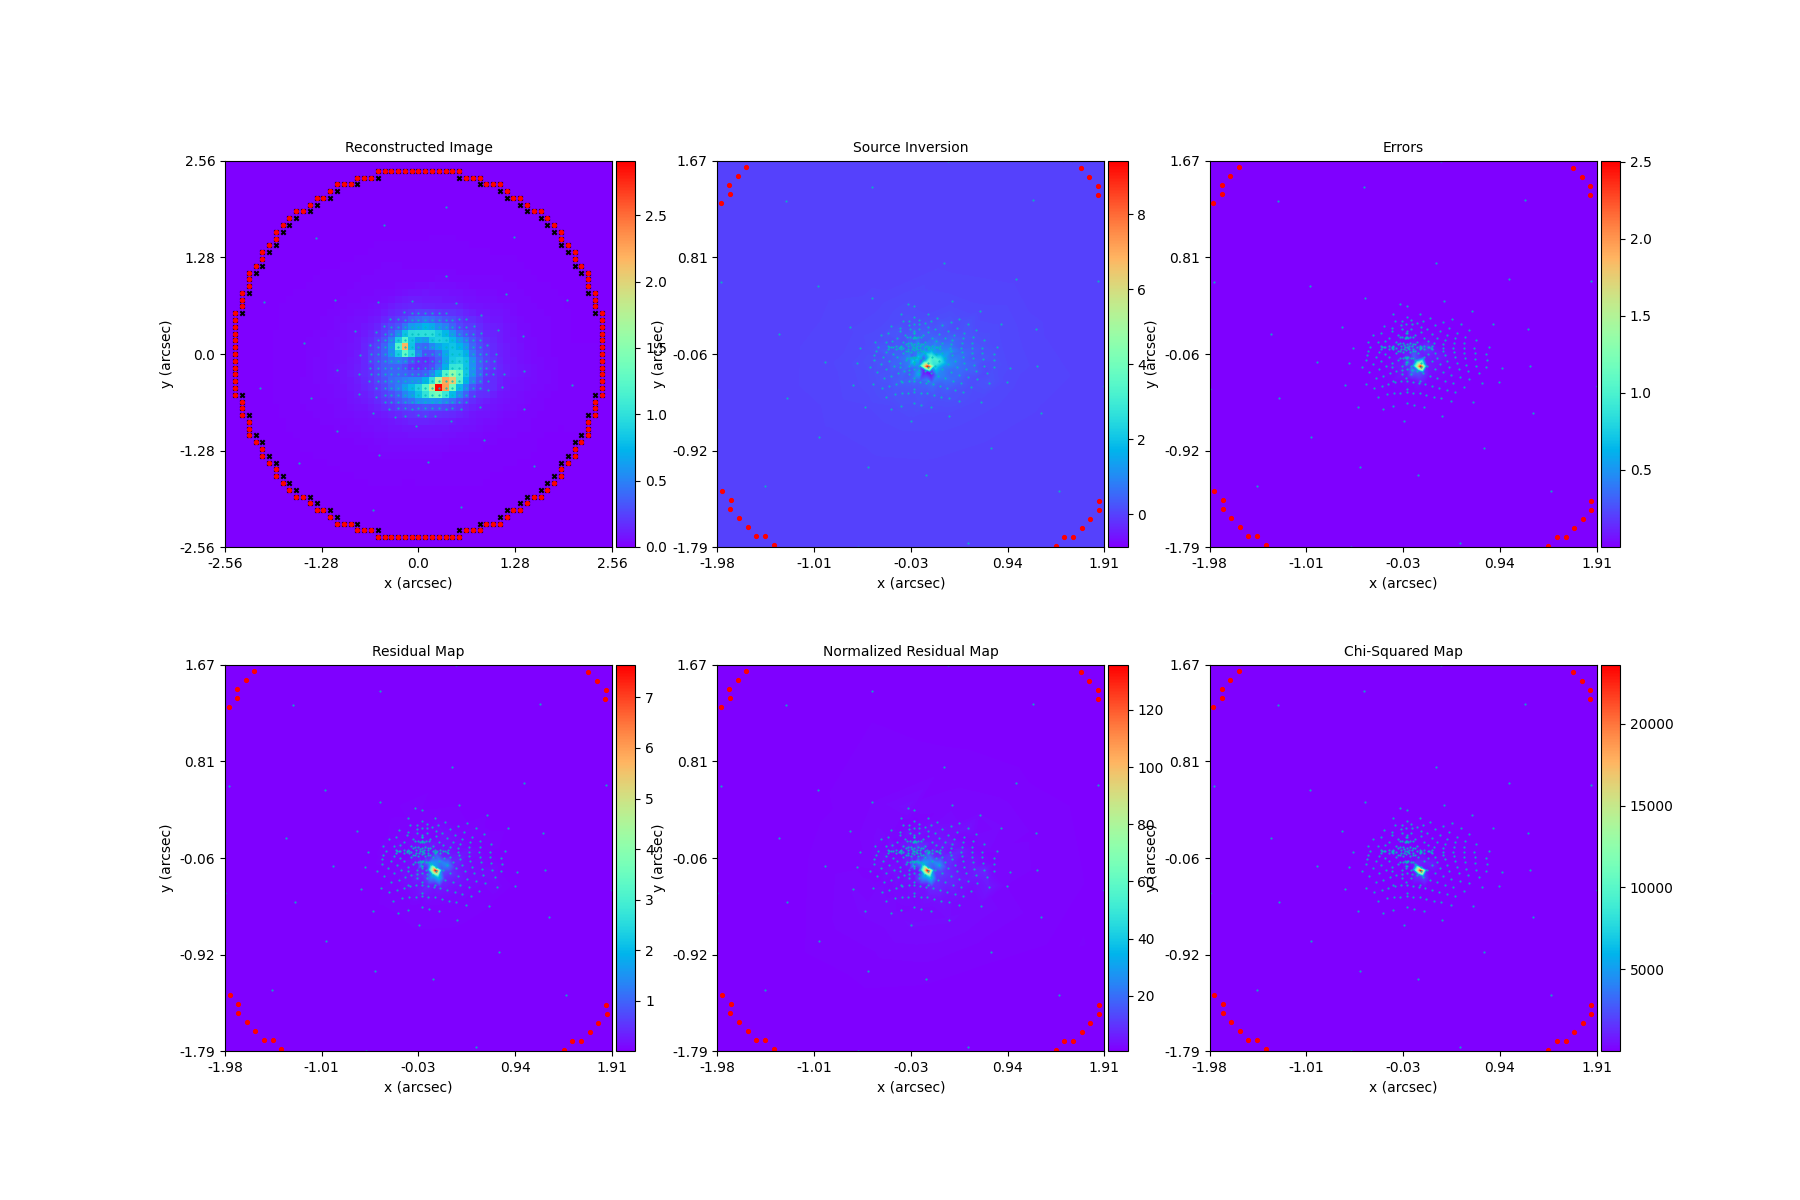 Reconstructed Image
2.56
1.28
0.0
-1.28
-2.56
y (arcsec)
-2.56 -1.28 0.0 1.28 2.56
x (arcsec)
2.5
2.0
1.5
1.0
0.5
0.0
Source Inversion
1.67
0.81
-0.06
-0.92
-1.79
y (arcsec)
-1.98 -1.01 -0.03 0.94 1.91
x (arcsec)
8
6
4
2
0
Errors
1.67
0.81
-0.06
-0.92
-1.79
y (arcsec)
-1.98 -1.01 -0.03 0.94 1.91
x (arcsec)
2.5
2.0
1.5
1.0
0.5
Residual Map
1.67
0.81
-0.06
-0.92
-1.79
y (arcsec)
-1.98 -1.01 -0.03 0.94 1.91
x (arcsec)
7
6
5
4
3
2
1
Normalized Residual Map
1.67
0.81
-0.06
-0.92
-1.79
y (arcsec)
-1.98 -1.01 -0.03 0.94 1.91
x (arcsec)
120
100
80
60
40
20
Chi-Squared Map
1.67
0.81
-0.06
-0.92
-1.79
y (arcsec)
-1.98 -1.01 -0.03 0.94 1.91
x (arcsec)
20000
15000
10000
5000